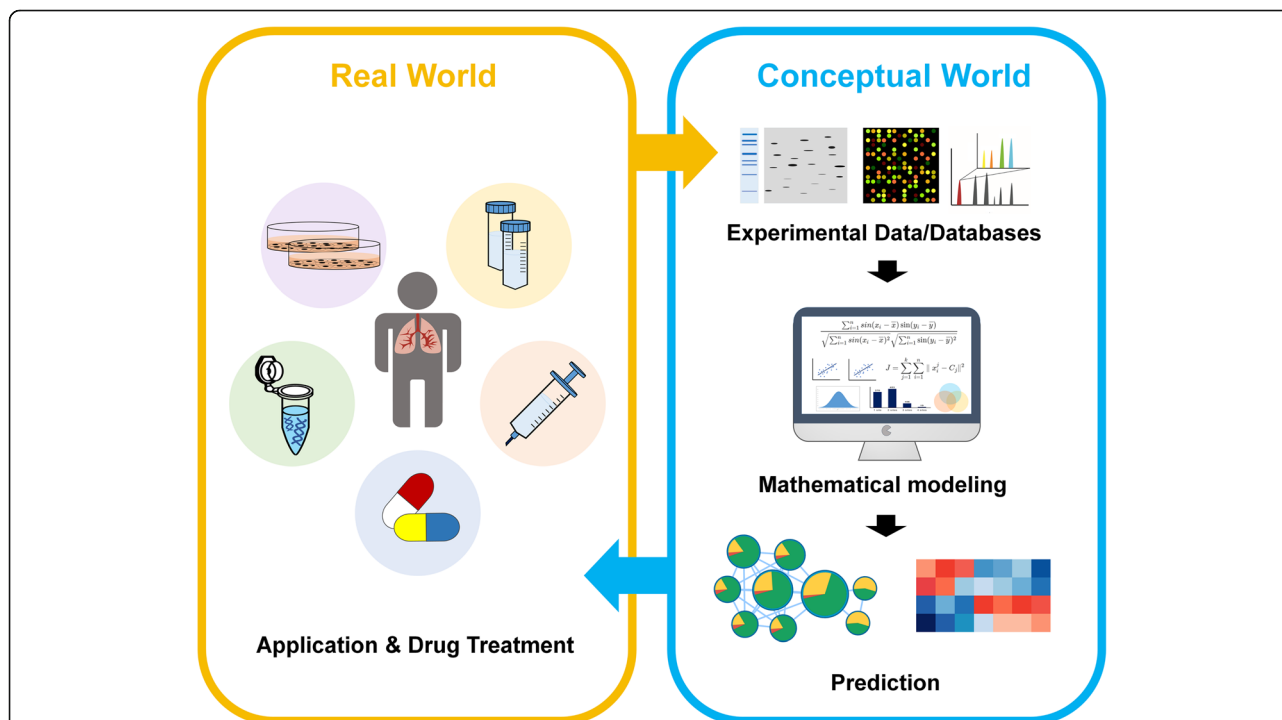 Real World
Conceptual World
Experimental Data/Databases
Mathematical modeling
Application & Drug Treatment
Prediction